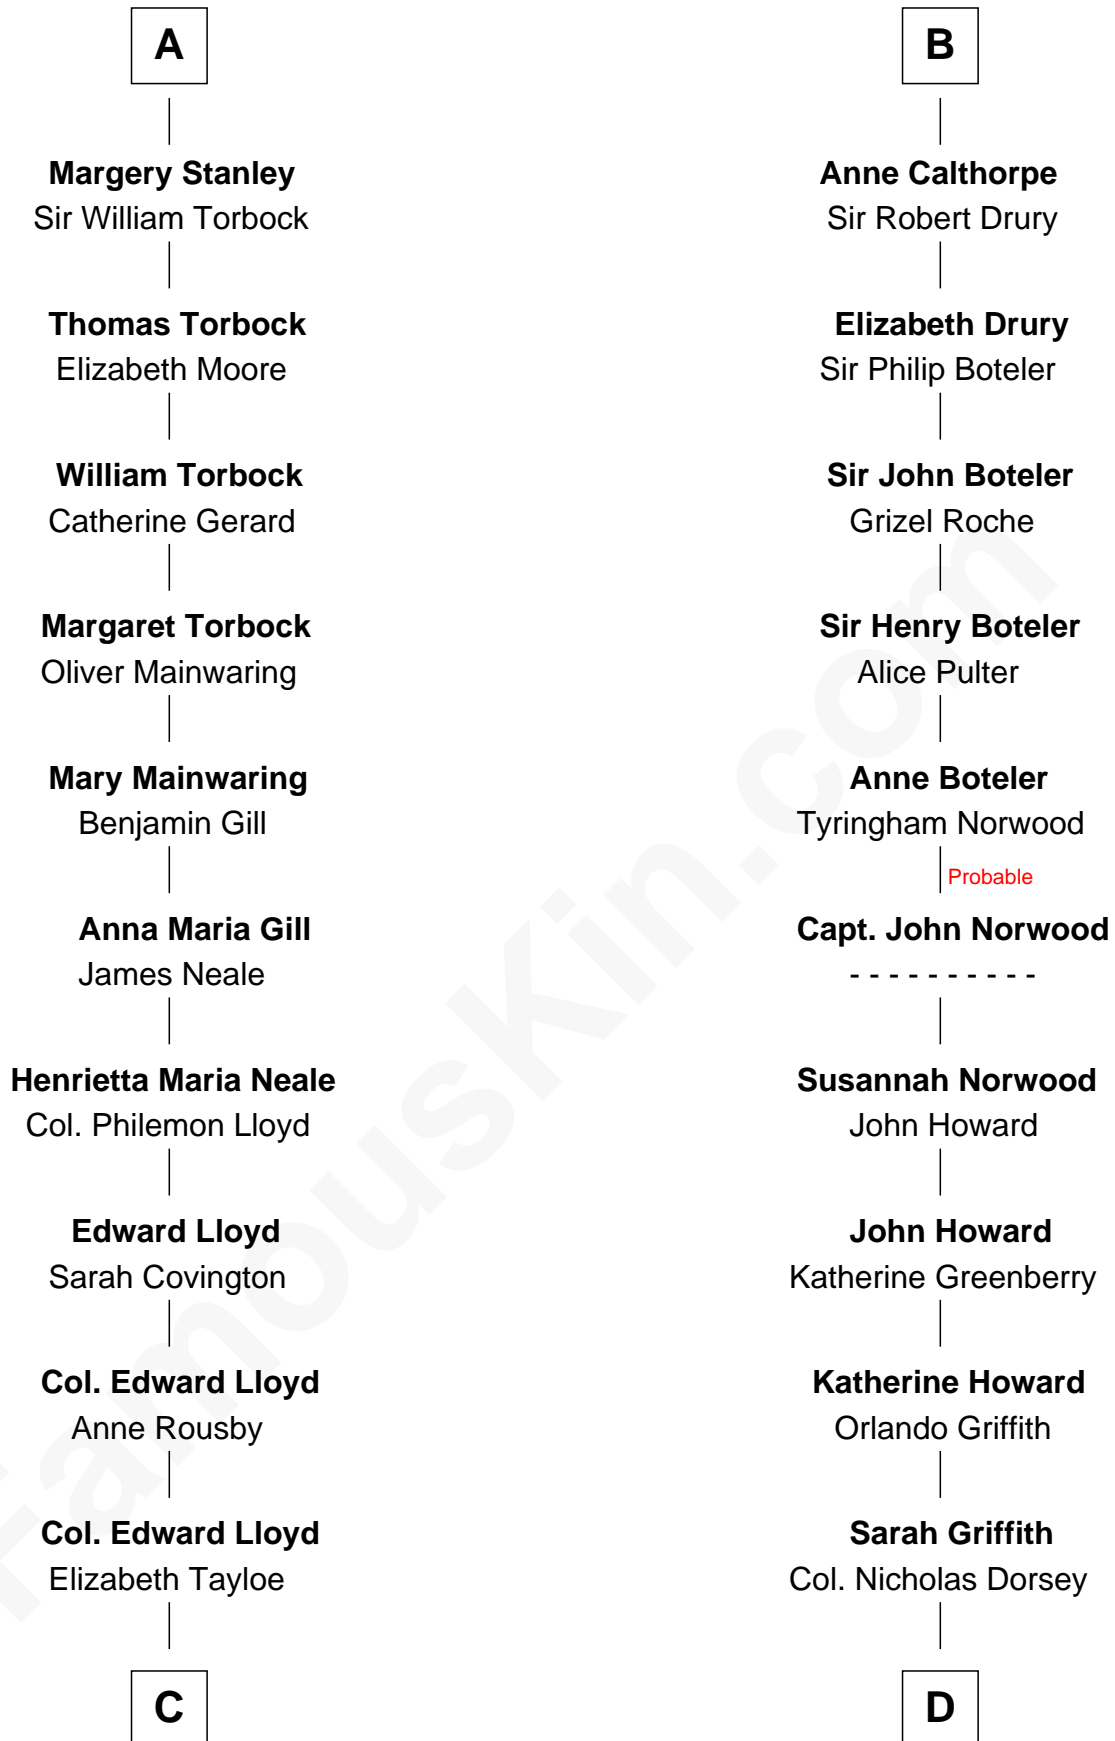 A
Margery Stanley
Sir William Torbock
Thomas Torbock
Elizabeth Moore
William Torbock
Catherine Gerard
Margaret Torbock
Oliver Mainwaring
Mary Mainwaring
Benjamin Gill
Anna Maria Gill
James Neale
Henrietta Maria Neale
Col. Philemon Lloyd
Edward Lloyd
Sarah Covington
Col. Edward Lloyd
Anne Rousby
Col. Edward Lloyd
Elizabeth Tayloe
C
B
Anne Calthorpe
Sir Robert Drury
Elizabeth Drury
Sir Philip Boteler
Sir John Boteler
Grizel Roche
Sir Henry Boteler
Alice Pulter
Anne Boteler
Tyringham Norwood
Probable
Capt. John Norwood
- - - - - - - - - -
Susannah Norwood
John Howard
John Howard
Katherine Greenberry
Katherine Howard
Orlando Griffith
Sarah Griffith
Col. Nicholas Dorsey
D
FamousKin.com